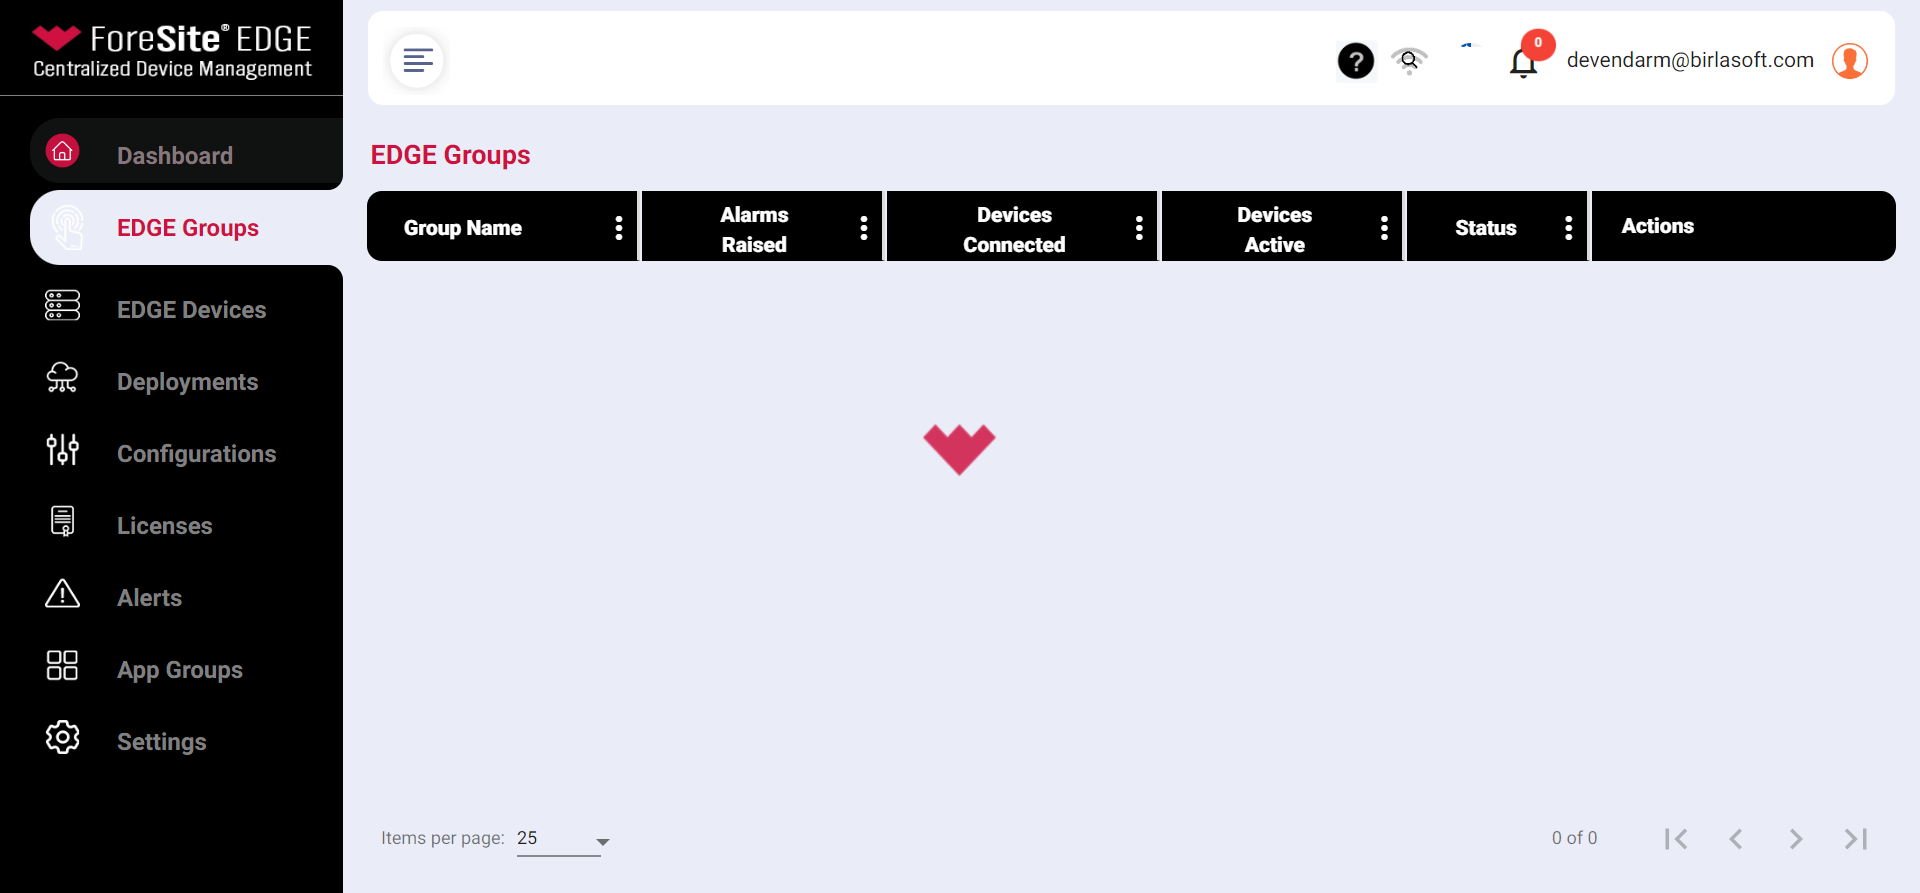 ForeSite® EDGE
Centralized Device Management
Dashboard
EDGE Groups
EDGE Devices
Deployments
Configurations
Licenses
Alerts
App Groups
Settings
?
0
devendarm@birlasoft.com
EDGE Groups
Group Name
Alarms
Raised
Devices
Connected
Devices
Active
Status
Actions
Items per page: 25
0 of 0